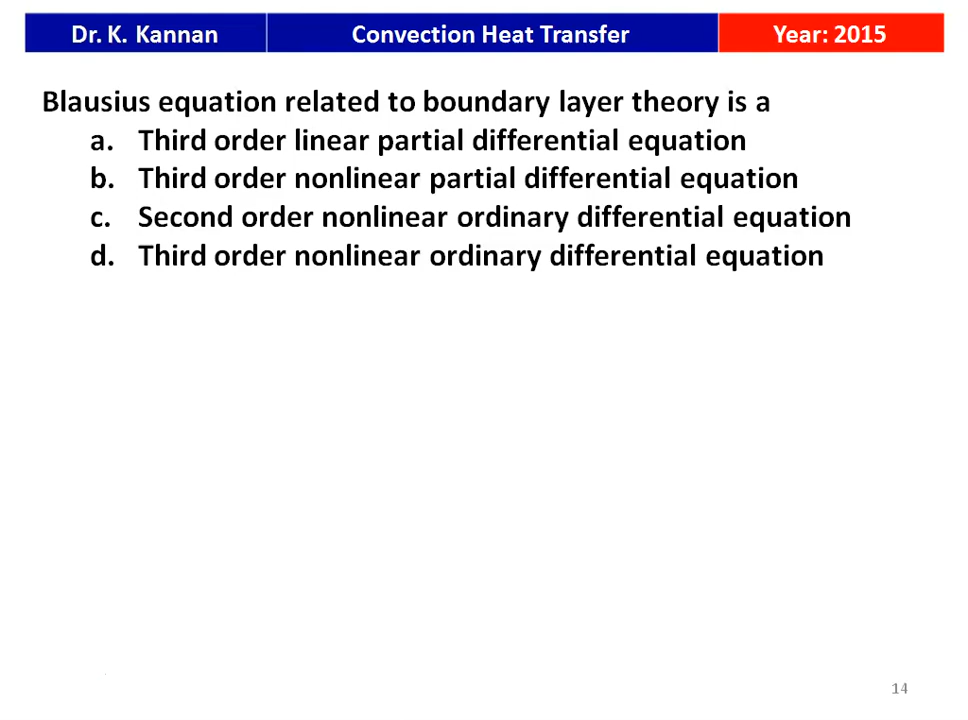 Dr. K. Kannan
Convection Heat Transfer
Year: 2015
Blausius equation related to boundary layer theory is a
a. Third order linear partial differential equation
b. Third order nonlinear partial differential equation
c. Second order nonlinear ordinary differential equation
d. Third order nonlinear ordinary differential equation
14